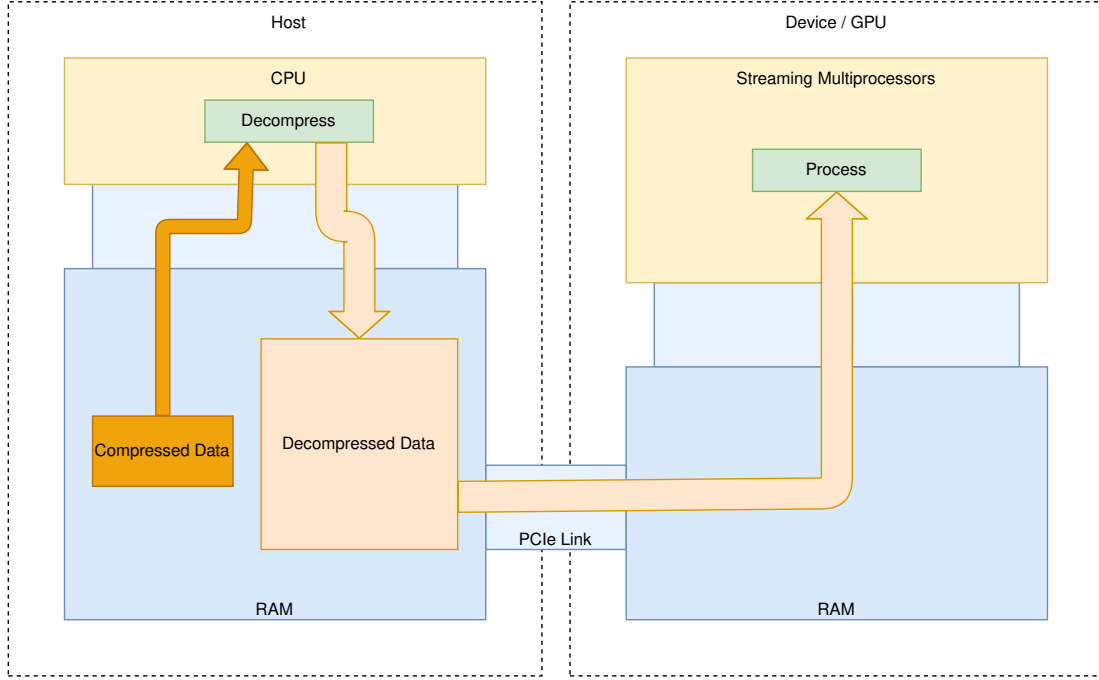 Host
CPU
Decompress
Compressed Data
Decompressed Data
RAM
PCIe Link
Device / GPU
Streaming Multiprocessors
Process
RAM